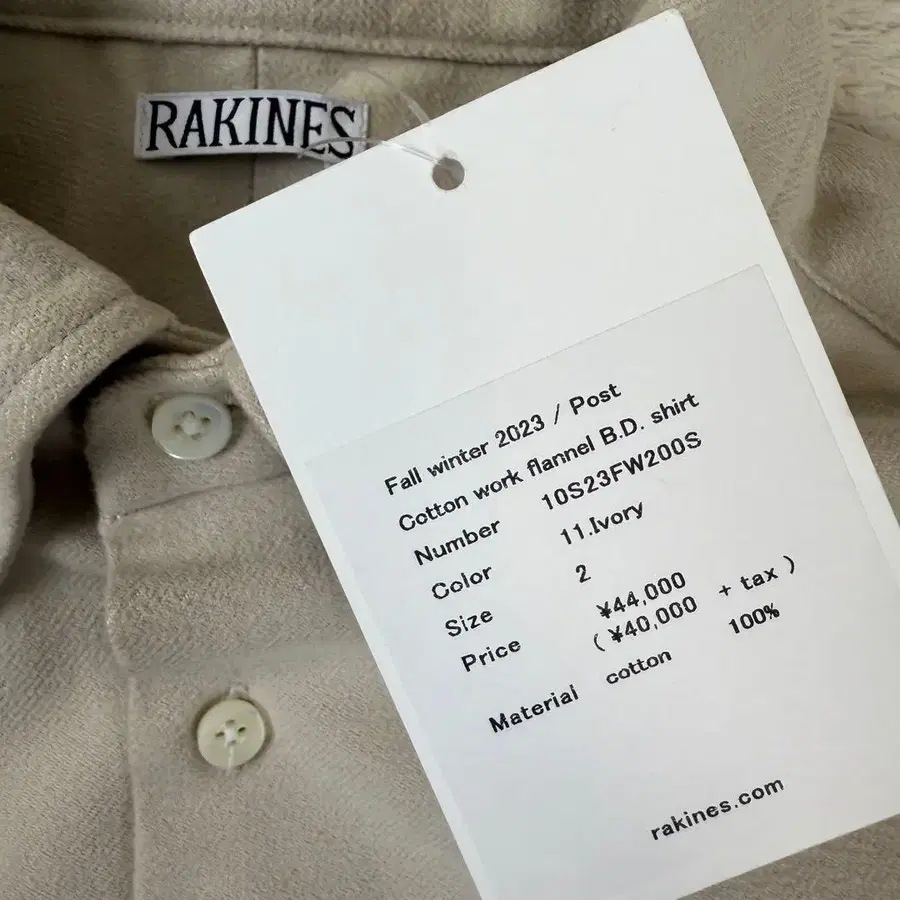 RAKINES
Fall winter 2023 / Post
Cotton work flannel B.D. shirt
Number 10S23FW200S
Color 11.Ivory
Size 2
Price ¥44,000
( ¥40,000 + tax )
Material cotton 100%
rakines.com